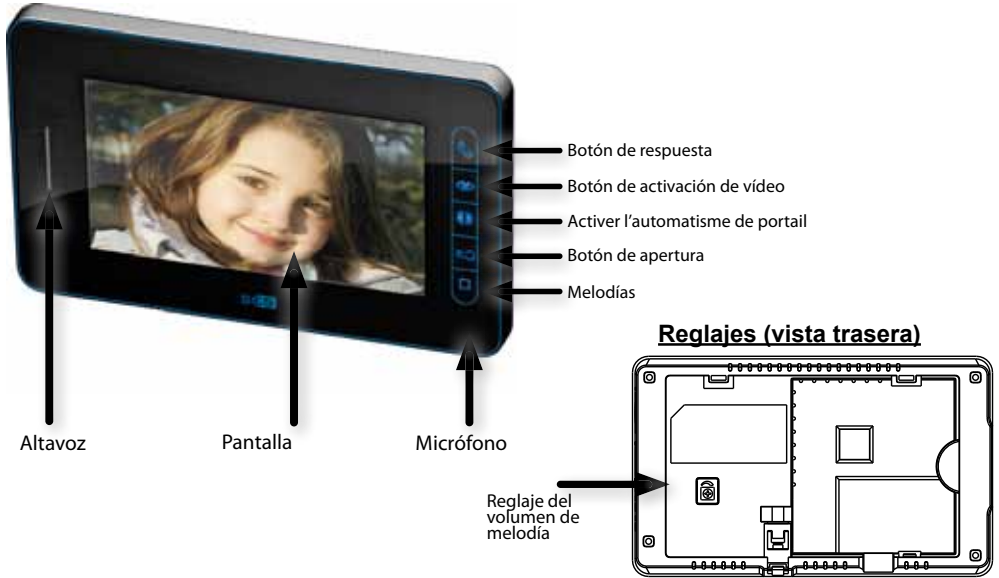 Botón de respuesta
Botón de activación de vídeo
Activer l'automatisme de portail
Botón de apertura
Melodías
Reglajes (vista trasera)
Altavoz
Pantalla
Micrófono
Reglaje del
volumen de
melodía